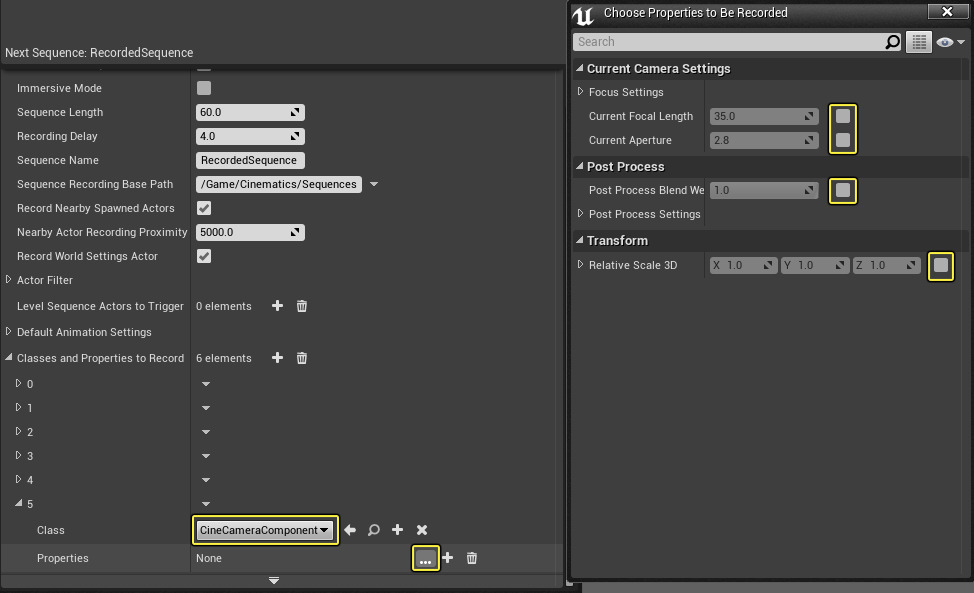 Next Sequence: RecordedSequence
Immersive Mode
Sequence Length 60.0
Recording Delay 4.0
Sequence Name RecordedSequence
Sequence Recording Base Path /Game/Cinematics/Sequences
Record Nearby Spawned Actors
Nearby Actor Recording Proximity 5000.0
Record World Settings Actor
Actor Filter
Level Sequence Actors to Trigger 0 elements
Default Animation Settings
Classes and Properties to Record 6 elements
0
1
2
3
4
5
Class CineCameraComponent
Properties None ...
Choose Properties to Be Recorded
Search
Current Camera Settings
Focus Settings
Current Focal Length 35.0
Current Aperture 2.8
Post Process
Post Process Blend We 1.0
Post Process Settings
Transform
Relative Scale 3D X 1.0 Y 1.0 Z 1.0